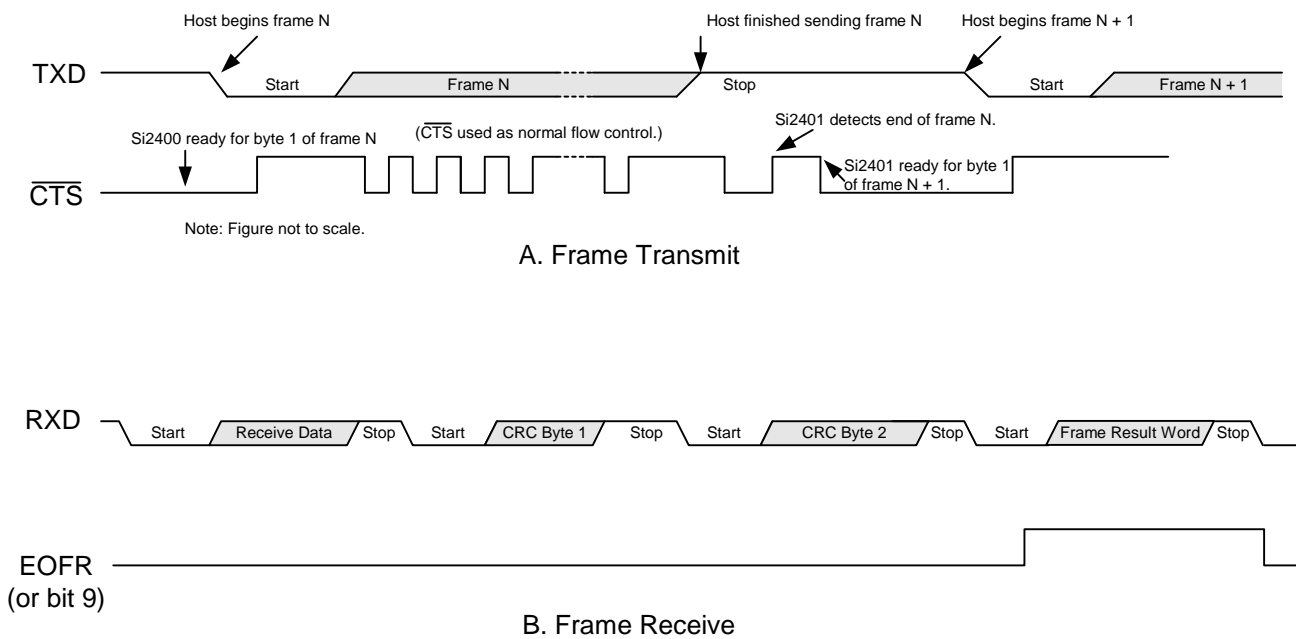 Host begins frame N
Host finished sending frame N
Host begins frame N + 1
TXD
Start
Frame N
Stop
Start
Frame N + 1
Si2400 ready for byte 1 of frame N
(CTS used as normal flow control.)
Si2401 detects end of frame N.
Si2401 ready for byte 1
of frame N + 1.
CTS
Note: Figure not to scale.
A. Frame Transmit
RXD
Start
Receive Data
Stop
Start
CRC Byte 1
Stop
Start
CRC Byte 2
Stop
Start
Frame Result Word
Stop
EOFR
(or bit 9)
B. Frame Receive